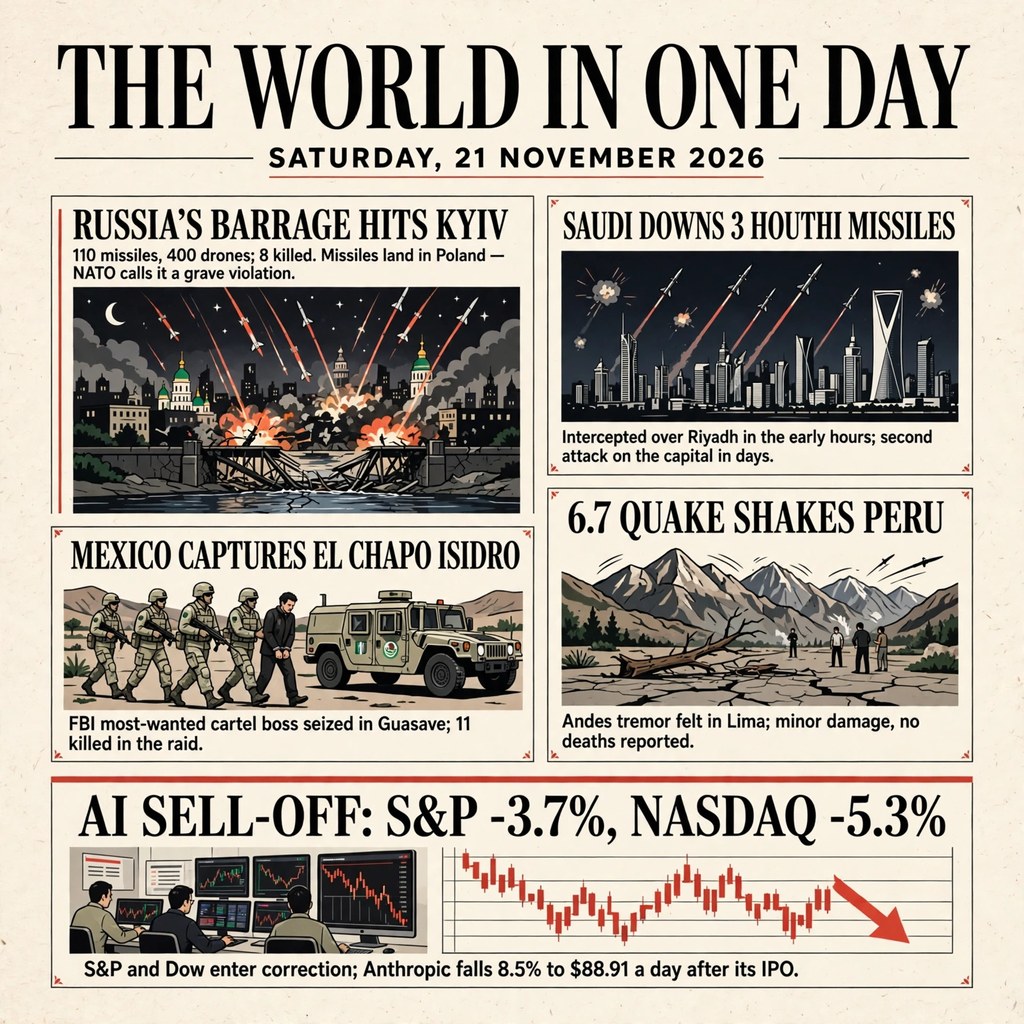 THE WORLD IN ONE DAY
SATURDAY, 21 NOVEMBER 2026
RUSSIA'S BARRAGE HITS KYIV
110 missiles, 400 drones; 8 killed. Missiles land in Poland —
NATO calls it a grave violation.
SAUDI DOWNS 3 HOUTHI MISSILES
Intercepted over Riyadh in the early hours; second
attack on the capital in days.
MEXICO CAPTURES EL CHAPO ISIDRO
FBI most-wanted cartel boss seized in Guasave; 11
killed in the raid.
6.7 QUAKE SHAKES PERU
Andes tremor felt in Lima; minor damage, no
deaths reported.
AI SELL-OFF: S&P -3.7%, NASDAQ -5.3%
S&P and Dow enter correction; Anthropic falls 8.5% to $88.91 a day after its IPO.